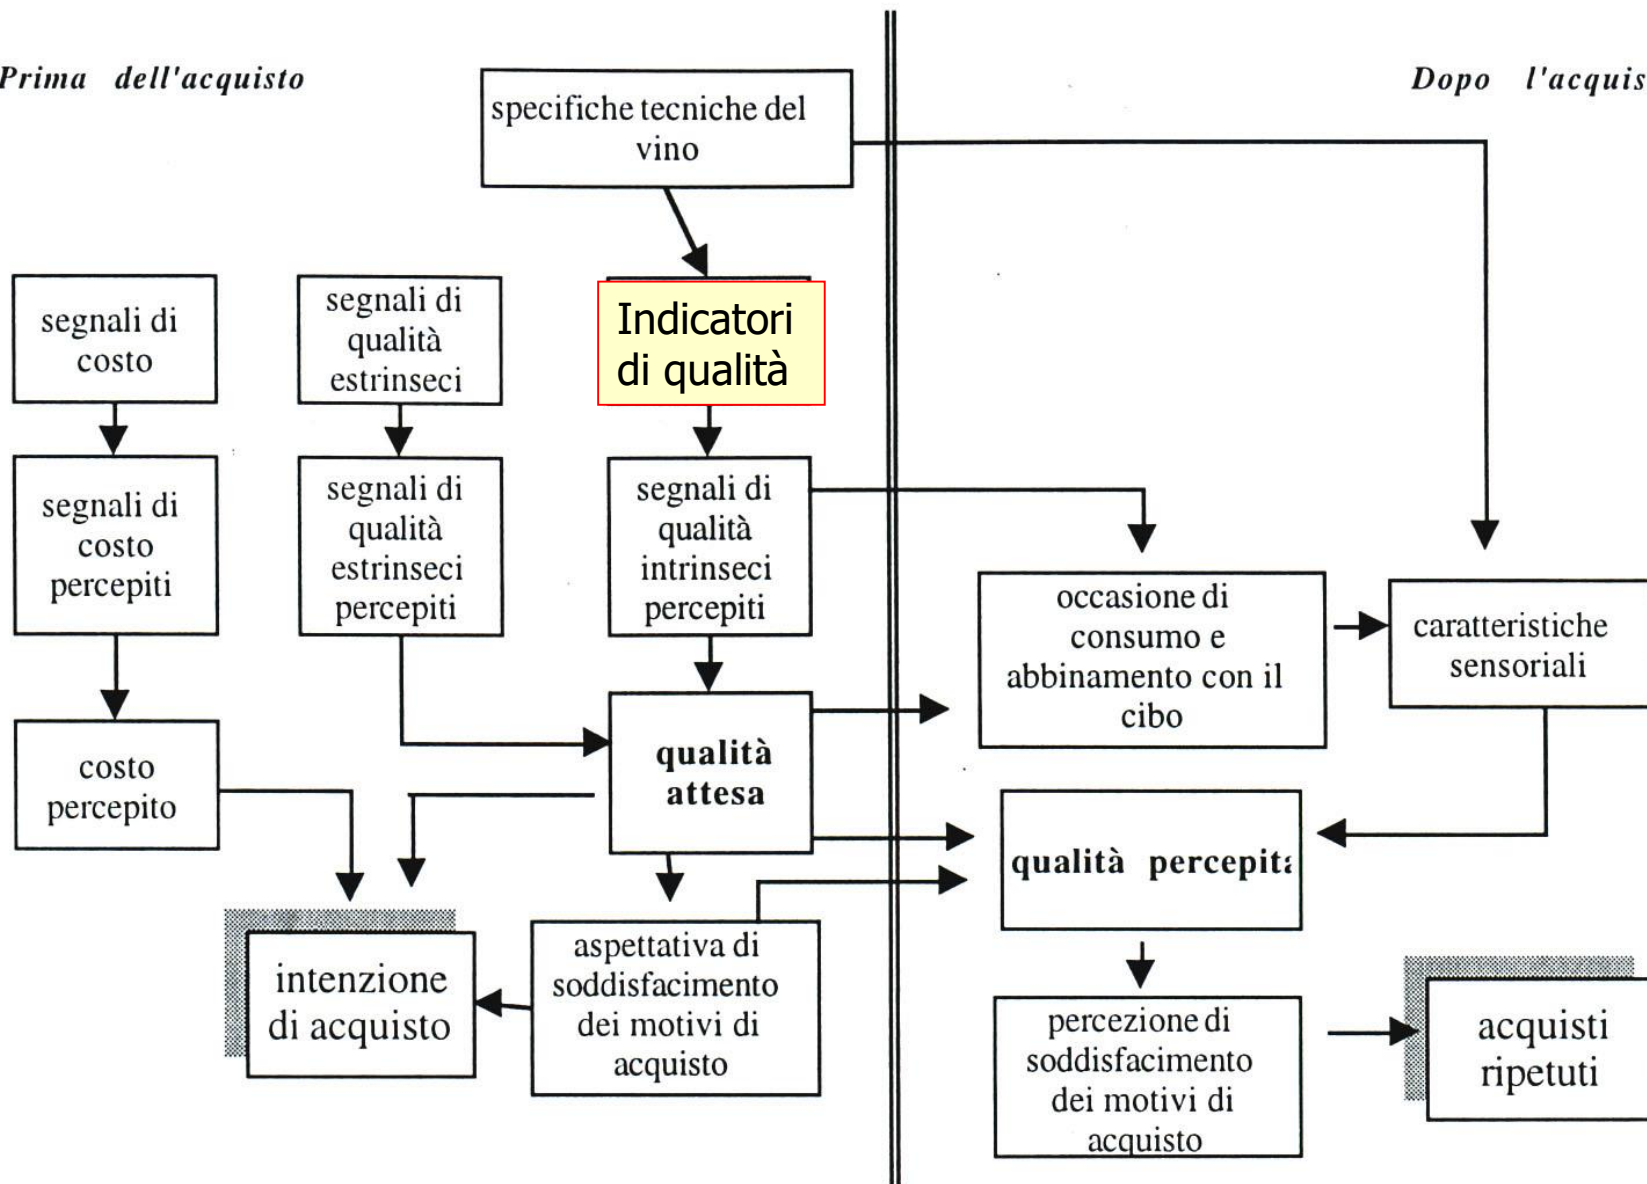 Prima dell'acquisto
Dopo l'acquis
specifiche tecniche del
vino
segnali di
costo
segnali di
qualità
estrinseci
Indicatori
di qualità
segnali di
costo
percepiti
segnali di
qualità
estrinseci
percepiti
segnali di
qualità
intrinseci
percepiti
occasione di
consumo e
abbinamento con il
cibo
caratteristiche
sensoriali
costo
percepito
qualità
attesa
qualità percepita
intenzione
di acquisto
aspettativa di
soddisfacimento
dei motivi di
acquisto
percezione di
soddisfacimento
dei motivi di
acquisto
acquisti
ripetuti